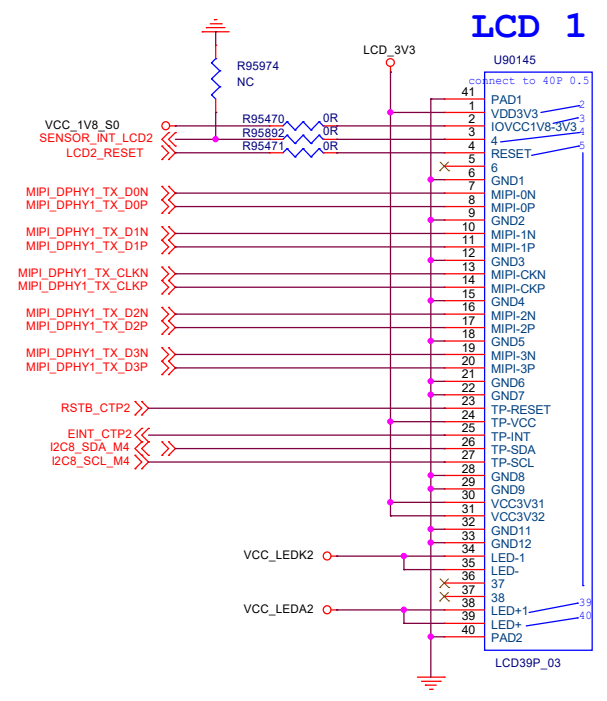 LCD 1
LCD_3V3
U90145
R95974
NC
connect to 40P 0.5
41 PAD1
1 VDD3V3 2
VCC_1V8_S0 R95470 0R 2 IOVCC1V8-3V3 3
SENSOR_INT_LCD2 R95892 0R 3 4 4
LCD2_RESET R95471 0R 4 RESET 5
5 6
6 GND1
MIPI_DPHY1_TX_D0N 7 MIPI-0N
MIPI_DPHY1_TX_D0P 8 MIPI-0P
9 GND2
MIPI_DPHY1_TX_D1N 10 MIPI-1N
MIPI_DPHY1_TX_D1P 11 MIPI-1P
12 GND3
MIPI_DPHY1_TX_CLKN 13 MIPI-CKN
MIPI_DPHY1_TX_CLKP 14 MIPI-CKP
15 GND4
MIPI_DPHY1_TX_D2N 16 MIPI-2N
MIPI_DPHY1_TX_D2P 17 MIPI-2P
18 GND5
MIPI_DPHY1_TX_D3N 19 MIPI-3N
MIPI_DPHY1_TX_D3P 20 MIPI-3P
21 GND6
22 GND7
RSTB_CTP2 23 TP-RESET
24 TP-VCC
EINT_CTP2 25 TP-INT
I2C8_SDA_M4 26 TP-SDA
I2C8_SCL_M4 27 TP-SCL
28 GND8
29 GND9
30 VCC3V31
31 VCC3V32
32 GND11
33 GND12
VCC_LEDK2 34 LED-1
35 LED-
36 37
37 38
VCC_LEDA2 38 LED+1 39
39 LED+ 40
40 PAD2
LCD39P_03